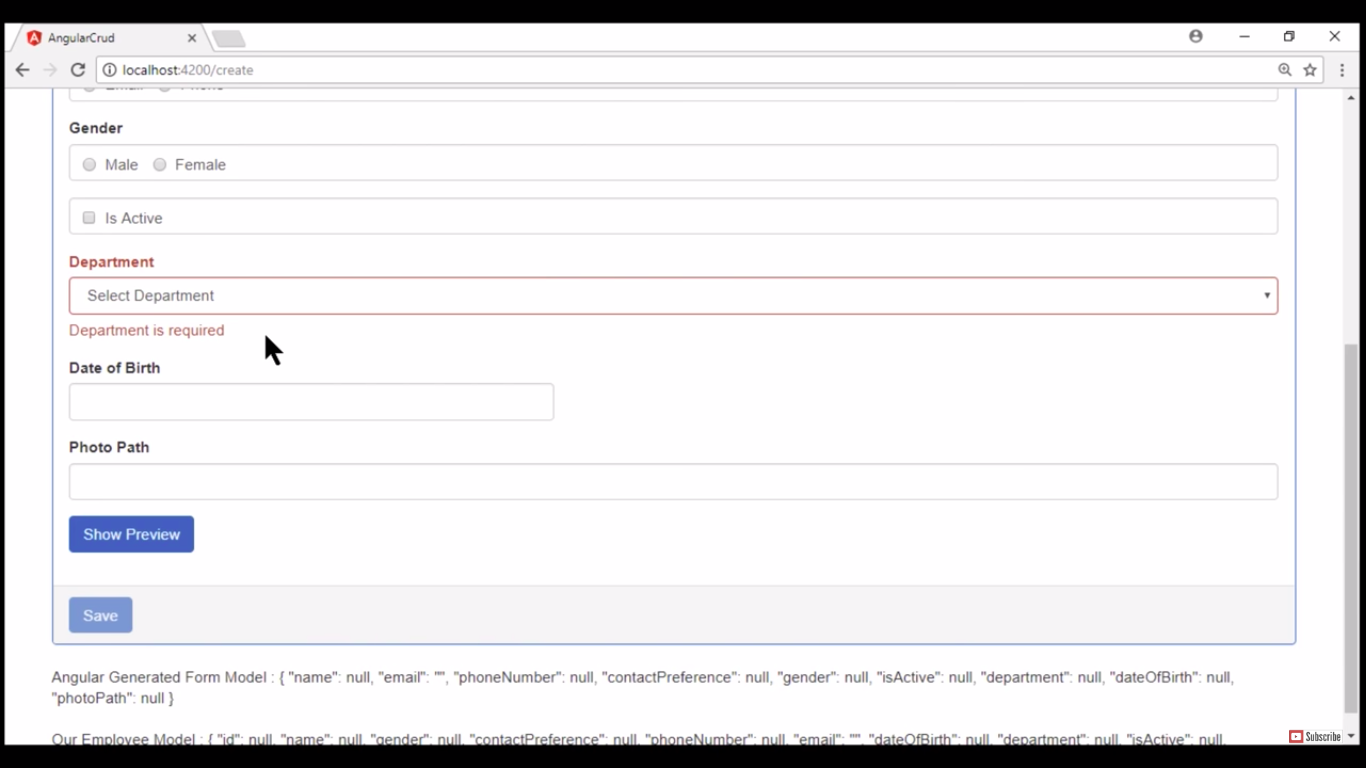 AngularCrud
localhost:4200/create
Email Phone
Gender
Male Female
Is Active
Department
Select Department
Department is required
Date of Birth
Photo Path
Show Preview
Save
Angular Generated Form Model : { "name": null, "email": "", "phoneNumber": null, "contactPreference": null, "gender": null, "isActive": null, "department": null, "dateOfBirth": null,
"photoPath": null }
Our Employee Model : { "id": null, "name": null, "gender": null, "contactPreference": null, "phoneNumber": null, "email": "", "dateOfBirth": null, "department": null, "isActive": null,
Subscribe